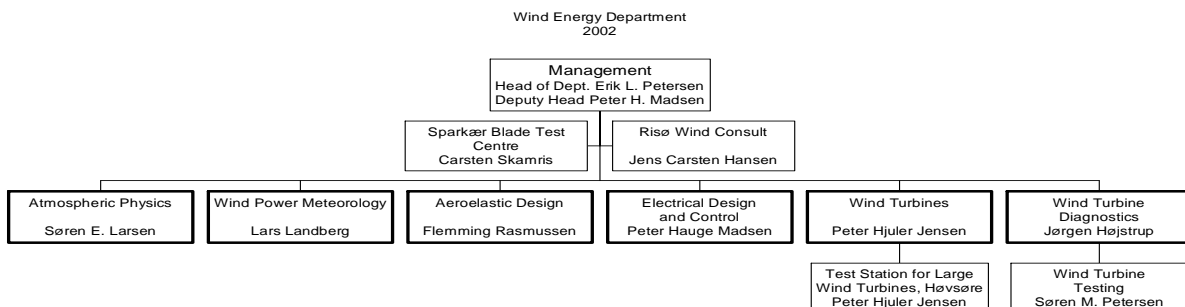 Wind Energy Department
2002
Management
Head of Dept. Erik L. Petersen
Deputy Head Peter H. Madsen
Sparkær Blade Test
Centre
Carsten Skamris
Risø Wind Consult
Jens Carsten Hansen
Atmospheric Physics
Søren E. Larsen
Wind Power Meteorology
Lars Landberg
Aeroelastic Design
Flemming Rasmussen
Electrical Design
and Control
Peter Hauge Madsen
Wind Turbines
Peter Hjuler Jensen
Wind Turbine
Diagnostics
Jørgen Højstrup
Test Station for Large
Wind Turbines, Høvsøre
Peter Hjuler Jensen
Wind Turbine
Testing
Søren M. Petersen